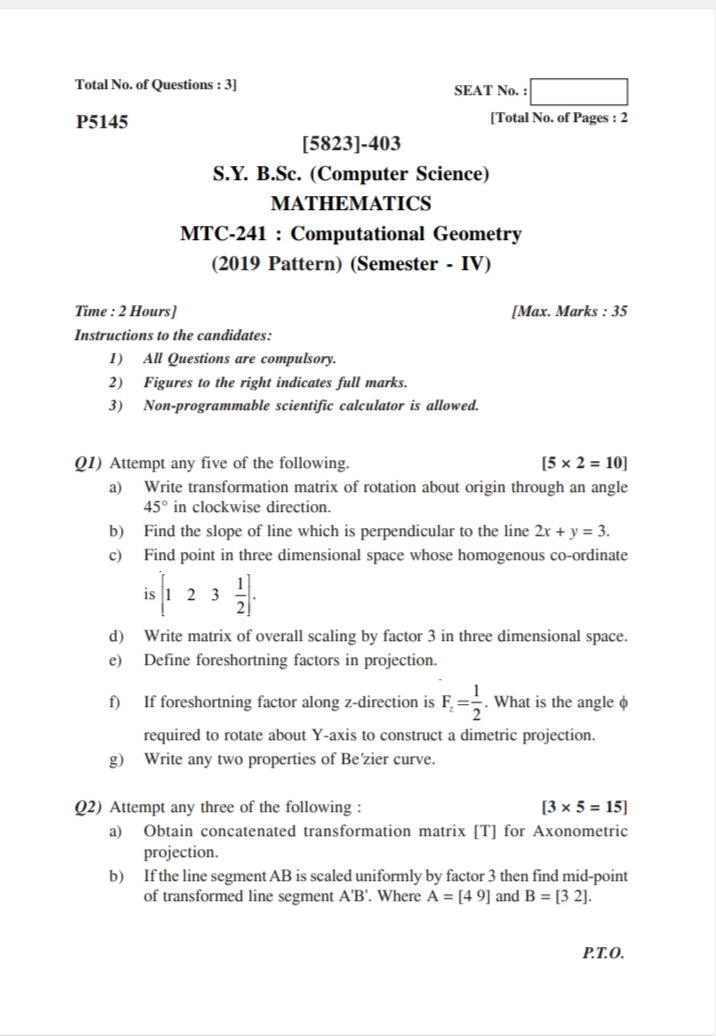 Total No. of Questions : 3]
SEAT No. :
P5145
[Total No. of Pages : 2
[5823]-403
S.Y. B.Sc. (Computer Science)
MATHEMATICS
MTC-241 : Computational Geometry
(2019 Pattern) (Semester - IV)
Time : 2 Hours]
[Max. Marks : 35
Instructions to the candidates:
1) All Questions are compulsory.
2) Figures to the right indicates full marks.
3) Non-programmable scientific calculator is allowed.
Q1) Attempt any five of the following. [5 × 2 = 10]
a) Write transformation matrix of rotation about origin through an angle
45° in clockwise direction.
b) Find the slope of line which is perpendicular to the line 2x + y = 3.
c) Find point in three dimensional space whose homogenous co-ordinate
is [1 2 3 1/2].
d) Write matrix of overall scaling by factor 3 in three dimensional space.
e) Define foreshortning factors in projection.
f) If foreshortning factor along z-direction is F_z = 1/2. What is the angle ϕ
required to rotate about Y-axis to construct a dimetric projection.
g) Write any two properties of Be′zier curve.
Q2) Attempt any three of the following : [3 × 5 = 15]
a) Obtain concatenated transformation matrix [T] for Axonometric
projection.
b) If the line segment AB is scaled uniformly by factor 3 then find mid-point
of transformed line segment A'B'. Where A = [4 9] and B = [3 2].
P.T.O.